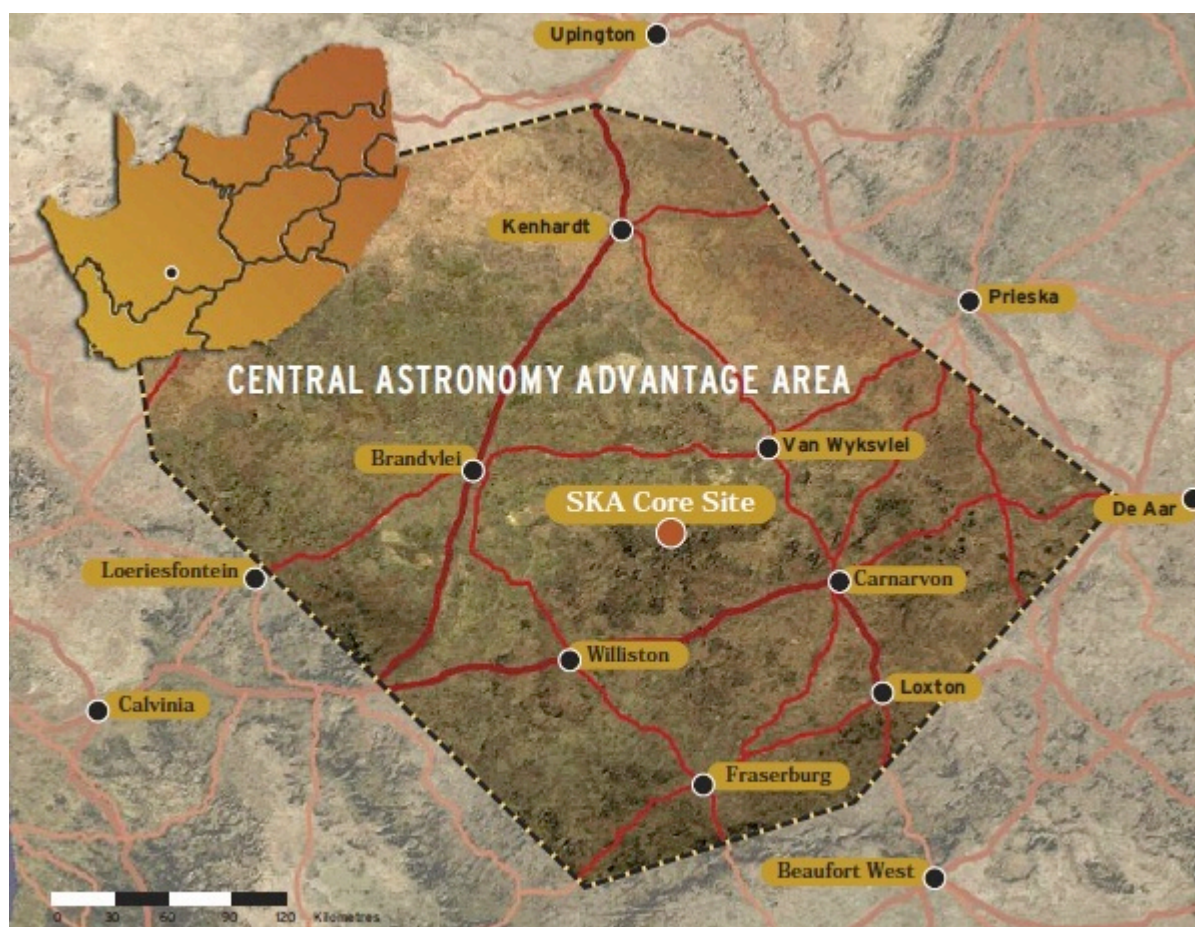 Upington
Kenhardt
Prieska
CENTRAL ASTRONOMY ADVANTAGE AREA
Van Wyksvlei
Brandvlei
SKA Core Site
De Aar
Loeriesfontein
Carnarvon
Williston
Loxton
Calvinia
Fraserburg
Beaufort West
0 30 60 90 120 Kilometres